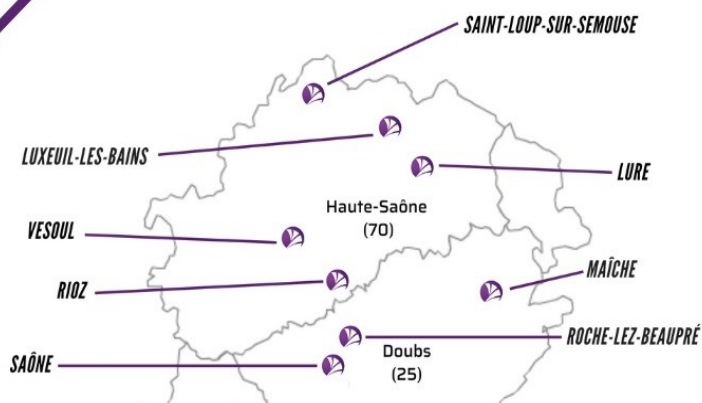 SAINT-LOUP-SUR-SEMOUSE
LUXEUIL-LES-BAINS
LURE
Haute-Saône
(70)
VESOUL
MAÎCHE
RIOZ
ROCHE-LEZ-BEAUPRÉ
Doubs
(25)
SAÔNE